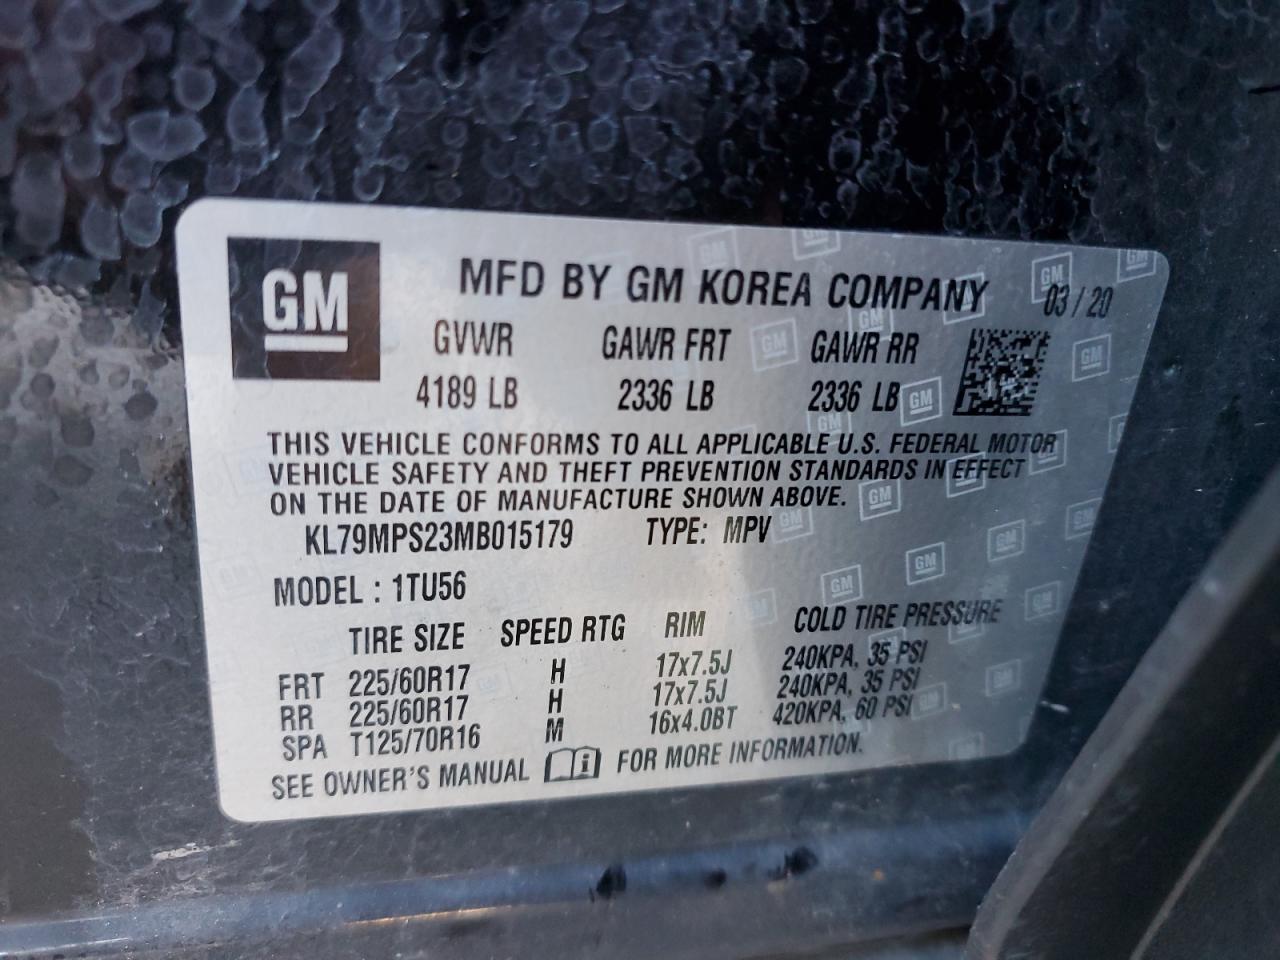 GM
MFD BY GM KOREA COMPANY 03/20
GVWR GAWR FRT GAWR RR
4189 LB 2336 LB 2336 LB
THIS VEHICLE CONFORMS TO ALL APPLICABLE U.S. FEDERAL MOTOR
VEHICLE SAFETY AND THEFT PREVENTION STANDARDS IN EFFECT
ON THE DATE OF MANUFACTURE SHOWN ABOVE.
KL79MPS23MB015179 TYPE: MPV
MODEL : 1TU56
TIRE SIZE SPEED RTG RIM COLD TIRE PRESSURE
FRT 225/60R17 H 17x7.5J 240KPA, 35 PSI
RR 225/60R17 H 17x7.5J 240KPA, 35 PSI
SPA T125/70R16 M 16x4.0BT 420KPA, 60 PSI
SEE OWNER'S MANUAL FOR MORE INFORMATION.